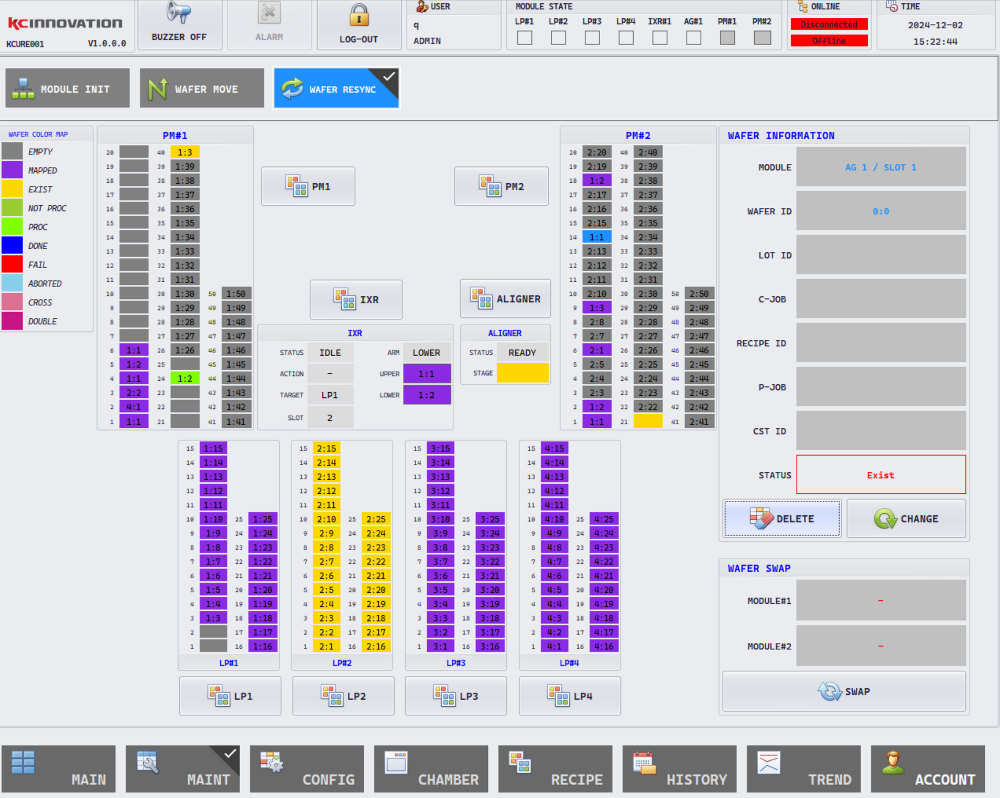 KCINNOVATION
KCURE001 V1.0.0.0
BUZZER OFF
ALARM
LOG-OUT
USER
q
ADMIN
MODULE STATE
LP#1 LP#2 LP#3 LP#4 IXR#1 AG#1 PM#1 PM#2
ONLINE
Disconnected
Offline
TIME
2024-12-02
15:22:44
MODULE INIT
WAFER MOVE
WAFER RESYNC
WAFER COLOR MAP
EMPTY
MAPPED
EXIST
NOT PROC
PROC
DONE
FAIL
ABORTED
CROSS
DOUBLE
PM#1
20 40 1:3
19 39 1:39
18 38 1:38
17 37 1:37
16 36 1:36
15 35 1:35
14 34 1:34
13 33 1:33
12 32 1:32
11 31 1:31
10 30 1:30 50 1:50
9 29 1:29 49 1:49
8 28 1:28 48 1:48
7 27 1:27 47 1:47
6 1:1 26 1:26 46 1:46
5 1:2 25 45 1:45
4 1:1 24 1:2 44 1:44
3 2:2 23 43 1:43
2 4:1 22 42 1:42
1 1:1 21 41 1:41
PM1
PM2
IXR
ALIGNER
IXR
STATUS IDLE ARM LOWER
ACTION – UPPER 1:1
TARGET LP1 LOWER 1:2
SLOT 2
ALIGNER
STATUS READY
STAGE
PM#2
20 2:20 40 2:40
19 2:19 39 2:39
18 1:2 38 2:38
17 2:17 37 2:37
16 2:16 36 2:36
15 2:15 35 2:35
14 1:1 34 2:34
13 2:13 33 2:33
12 2:12 32 2:32
11 2:11 31 2:31
10 2:10 30 2:30 50 2:50
9 1:3 29 2:29 49 2:49
8 2:8 28 2:28 48 2:48
7 2:7 27 2:27 47 2:47
6 2:1 26 2:26 46 2:46
5 2:5 25 2:25 45 2:45
4 2:4 24 2:24 44 2:44
3 2:3 23 2:23 43 2:43
2 1:2 22 2:22 42 2:42
1 1:1 21 41 2:41
15 1:15
14 1:14
13 1:13
12 1:12
11 1:11
10 1:10 25 1:25
9 1:9 24 1:24
8 1:8 23 1:23
7 1:7 22 1:22
6 1:6 21 1:21
5 1:5 20 1:20
4 1:4 19 1:19
3 1:3 18 1:18
2 17 1:17
1 16 1:16
LP#1
LP1
15 2:15
14 2:14
13 2:13
12 2:12
11 2:11
10 2:10 25 2:25
9 2:9 24 2:24
8 2:8 23 2:23
7 2:7 22 2:22
6 2:6 21 2:21
5 2:5 20 2:20
4 2:4 19 2:19
3 2:3 18 2:18
2 2:2 17 2:17
1 2:1 16 2:16
LP#2
LP2
15 3:15
14 3:14
13 3:13
12 3:12
11 3:11
10 3:10 25 3:25
9 3:9 24 3:24
8 3:8 23 3:23
7 3:7 22 3:22
6 3:6 21 3:21
5 3:5 20 3:20
4 3:4 19 3:19
3 3:3 18 3:18
2 3:2 17 3:17
1 3:1 16 3:16
LP#3
LP3
15 4:15
14 4:14
13 4:13
12 4:12
11 4:11
10 4:10 25 4:25
9 4:9 24 4:24
8 4:8 23 4:23
7 4:7 22 4:22
6 4:6 21 4:21
5 4:5 20 4:20
4 4:4 19 4:19
3 4:3 18 4:18
2 4:2 17 4:17
1 4:1 16 4:16
LP#4
LP4
WAFER INFORMATION
MODULE AG 1 / SLOT 1
WAFER ID 0:0
LOT ID
C-JOB
RECIPE ID
P-JOB
CST ID
STATUS Exist
DELETE
CHANGE
WAFER SWAP
MODULE#1 –
MODULE#2 –
SWAP
MAIN
MAINT
CONFIG
CHAMBER
RECIPE
HISTORY
TREND
ACCOUNT